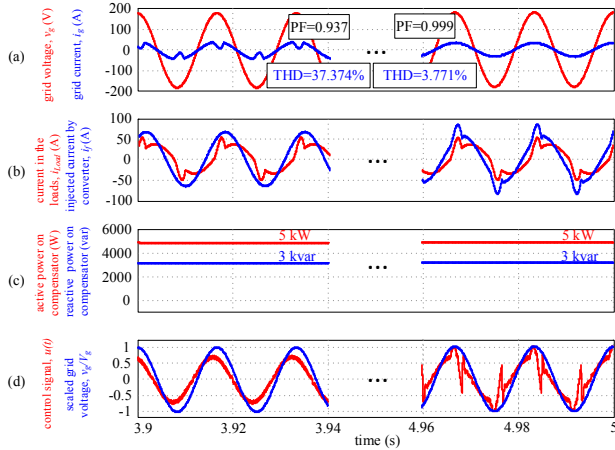 (a)
grid voltage, vg (V)
grid current, ig (A)
200
100
0
-100
-200
PF=0.937
PF=0.999
THD=37.374%
THD=3.771%
(b)
current in the
loads, iLoad (A)
injected current by
converter, if (A)
100
50
0
-50
-100
(c)
active power on
compensator (W)
reactive power on
compensator (var)
6000
4000
2000
0
5 kW
5 kW
3 kvar
3 kvar
(d)
control signal, u(t)
scaled grid
voltage, vg/Vg
1
0.5
0
-0.5
-1
3.9
3.92
3.94
4.96
4.98
5
time (s)